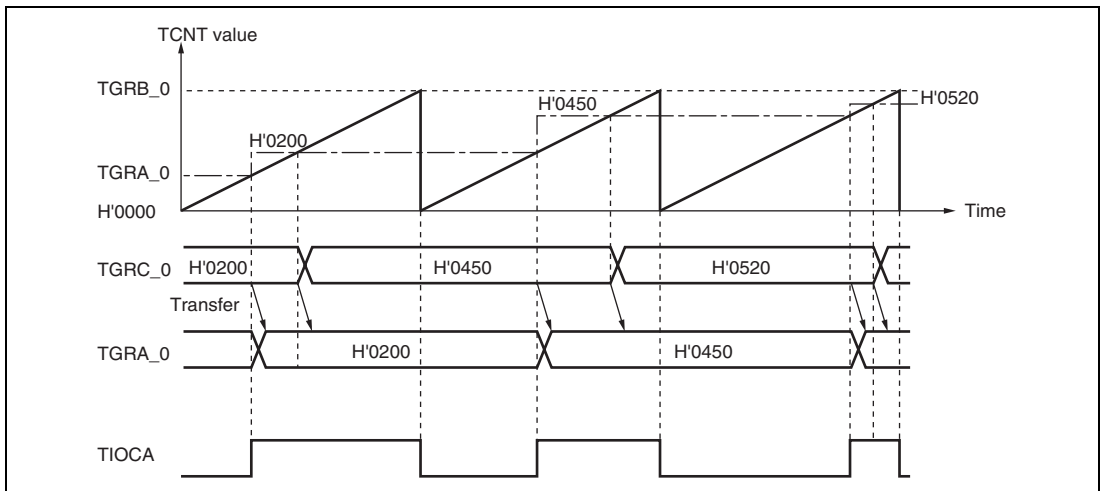 TCNT value
TGRB_0
H'0520
H'0450
H'0200
TGRA_0
H'0000
Time
TGRC_0
H'0200
H'0450
H'0520
Transfer
TGRA_0
H'0200
H'0450
TIOCA